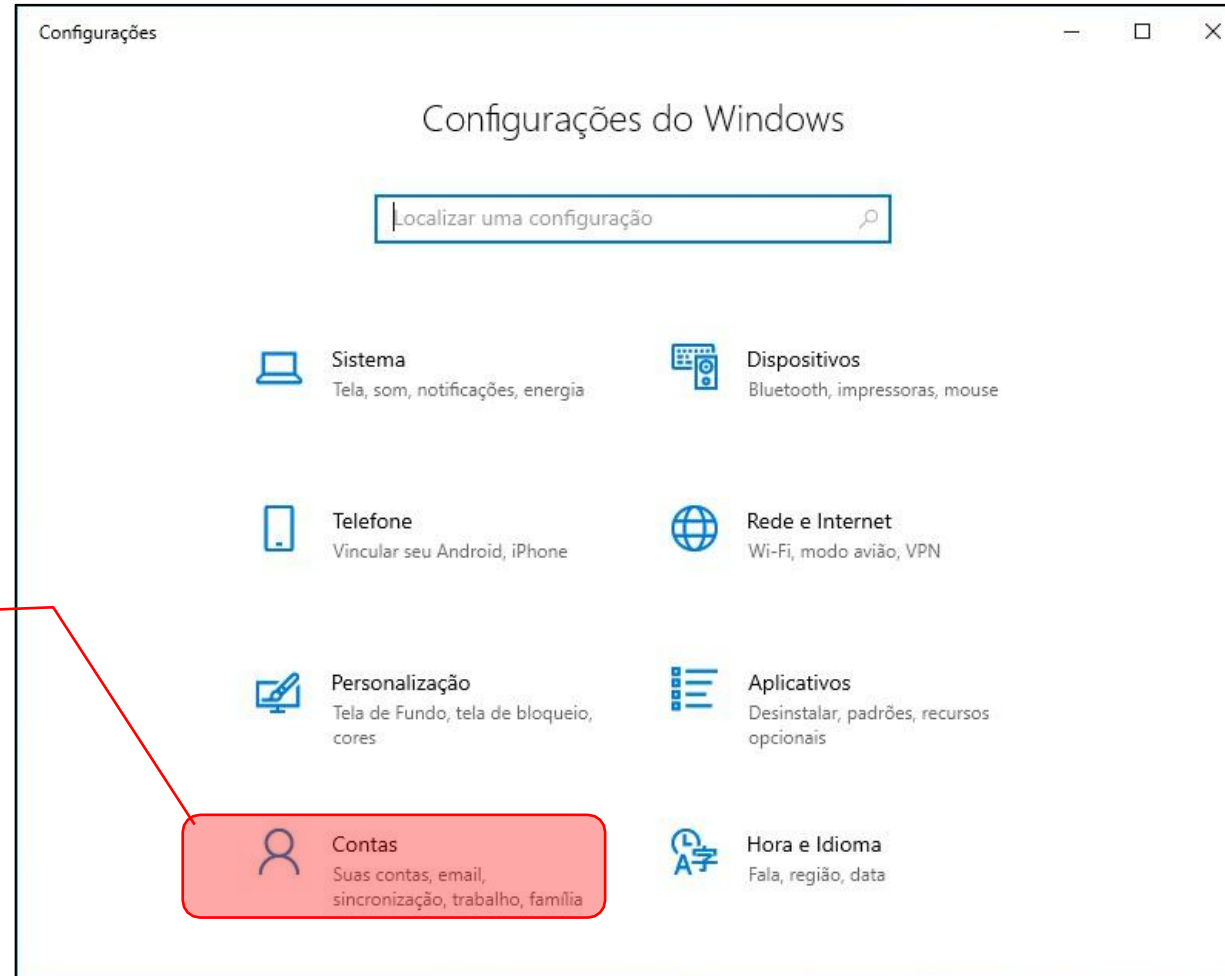 Configurações
Configurações do Windows
Localizar uma configuração
Sistema
Tela, som, notificações, energia
Dispositivos
Bluetooth, impressoras, mouse
Telefone
Vincular seu Android, iPhone
Rede e Internet
Wi-Fi, modo avião, VPN
Personalização
Tela de Fundo, tela de bloqueio,
cores
Aplicativos
Desinstalar, padrões, recursos
opcionais
Contas
Suas contas, email,
sincronização, trabalho, família
Hora e Idioma
Fala, região, data